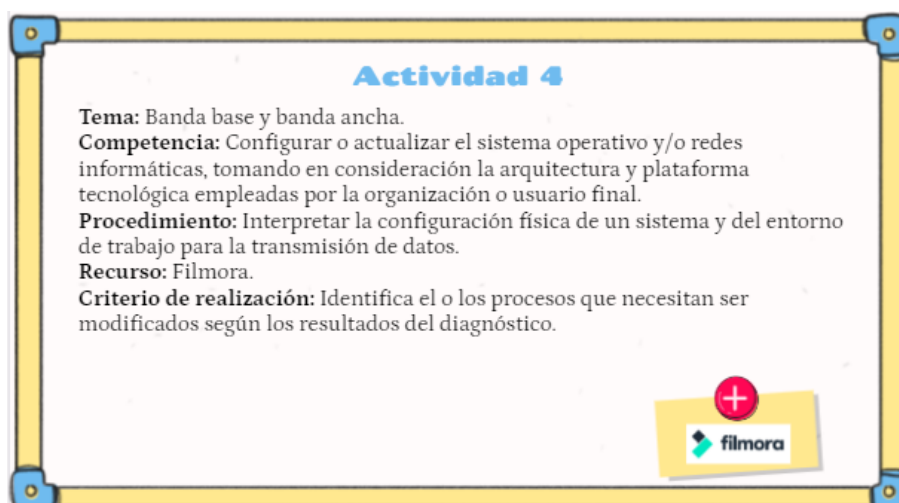 Actividad 4
Tema: Banda base y banda ancha.
Competencia: Configurar o actualizar el sistema operativo y/o redes
informáticas, tomando en consideración la arquitectura y plataforma
tecnológica empleadas por la organización o usuario final.
Procedimiento: Interpretar la configuración física de un sistema y del entorno
de trabajo para la transmisión de datos.
Recurso: Filmora.
Criterio de realización: Identifica el o los procesos que necesitan ser
modificados según los resultados del diagnóstico.
filmora